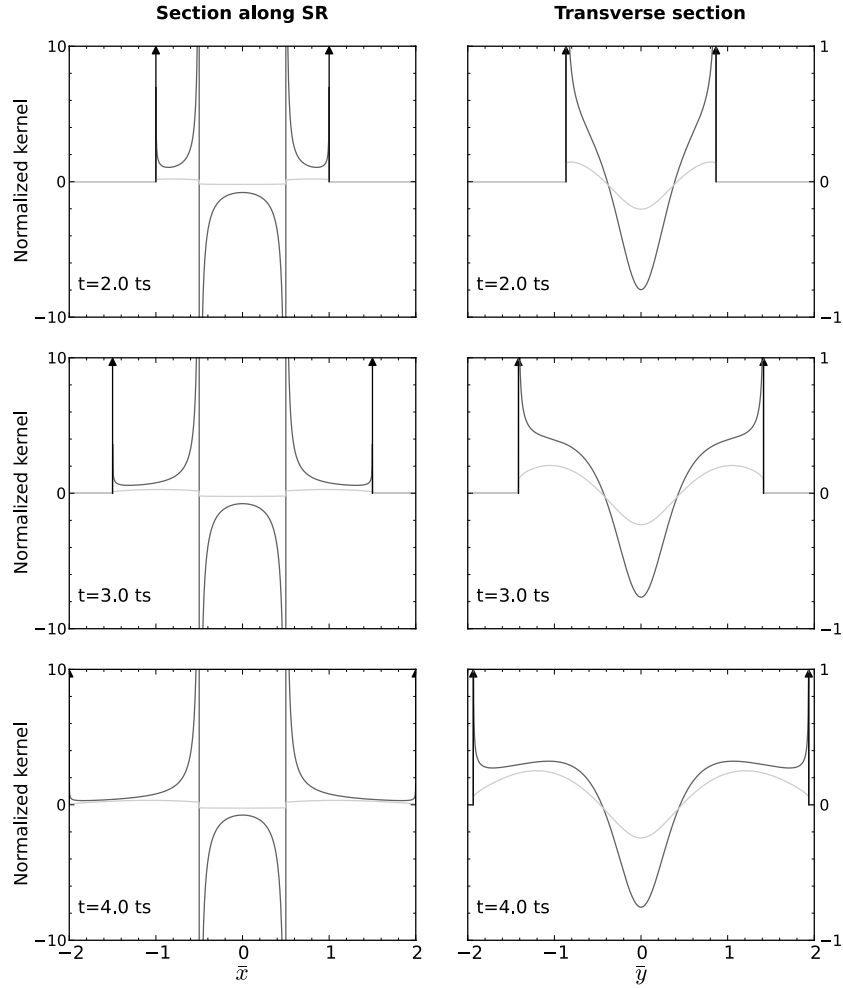 Section along SR Transverse section
10 1
Normalized kernel
0 0
t=2.0 ts t=2.0 ts
−10 −1
10 1
Normalized kernel
0 0
t=3.0 ts t=3.0 ts
−10 −1
10 1
Normalized kernel
0 0
t=4.0 ts t=4.0 ts
−10 −1
−2 −1 0 1 2 −2 −1 0 1 2
x̄ ȳ